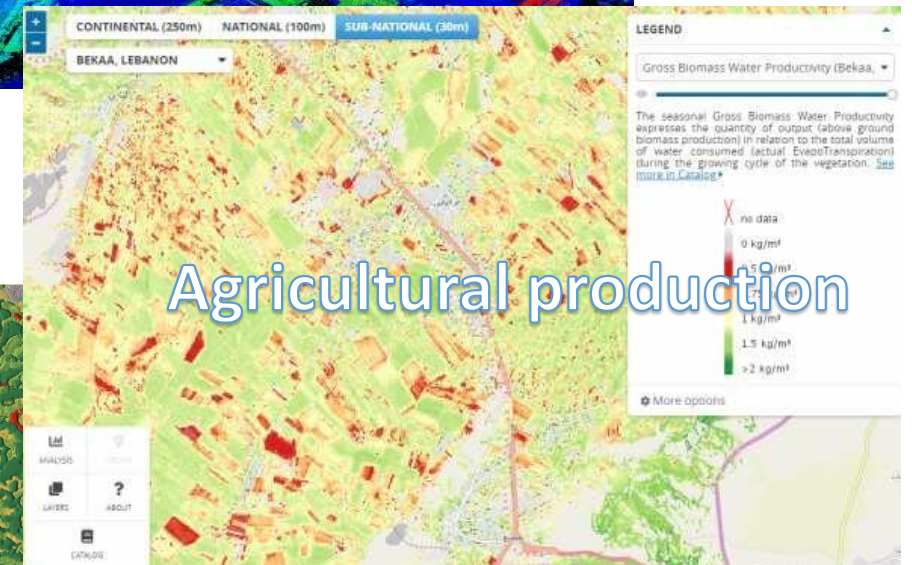 CONTINENTAL (250m) NATIONAL (100m) SUB-NATIONAL (30m)
BEKAA, LEBANON
LEGEND
Gross Biomass Water Productivity (Bekaa,
The seasonal Gross Biomass Water Productivity
expresses the quantity of output (above ground
biomass production) in relation to the total volume
of water consumed (actual EvapoTranspiration)
during the growing cycle of the vegetation. See
more in Catalog
no data
0 kg/m³
Agricultural production
1 kg/m³
1.5 kg/m³
>2 kg/m³
More options
ANALYSIS
LAYERS
ABOUT
CATALOG